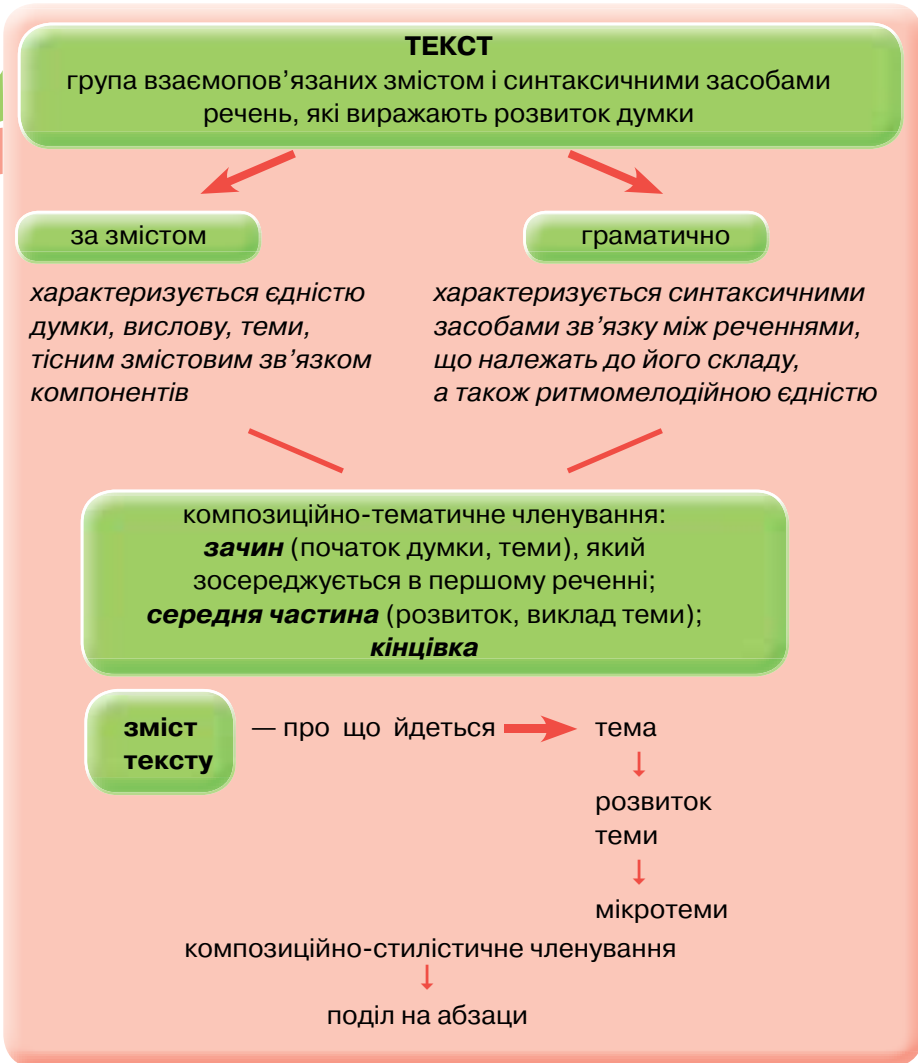 ТЕКСТ
група взаємопов’язаних змістом і синтаксичними засобами
речень, які виражають розвиток думки
за змістом
граматично
характеризується єдністю
думки, вислову, теми,
тісним змістовим зв’язком
компонентів
характеризується синтаксичними
засобами зв’язку між реченнями,
що належать до його складу,
а також ритмомелодійною єдністю
композиційно-тематичне членування:
зачин (початок думки, теми), який
зосереджується в першому реченні;
середня частина (розвиток, виклад теми);
кінцівка
зміст
тексту
— про що йдеться
тема
розвиток
теми
мікротеми
композиційно-стилістичне членування
поділ на абзаци